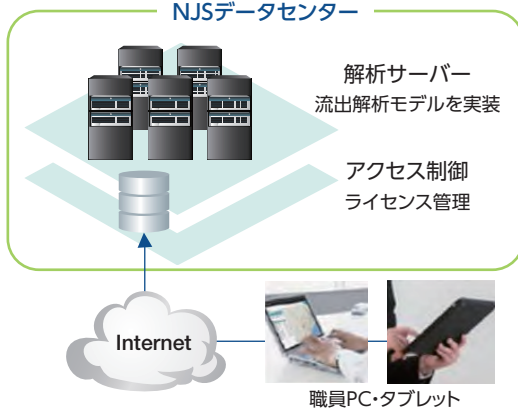 NJSデータセンター
解析サーバー
流出解析モデルを実装
アクセス制御
ライセンス管理
Internet
職員PC・タブレット